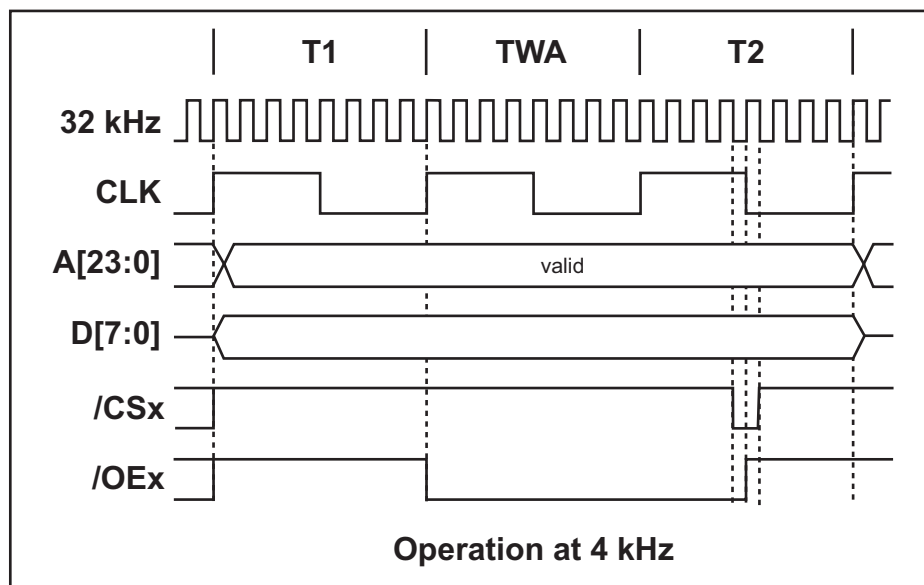 T1 TWA T2
32 kHz
CLK
A[23:0] valid
D[7:0]
/CSx
/OEx
Operation at 4 kHz